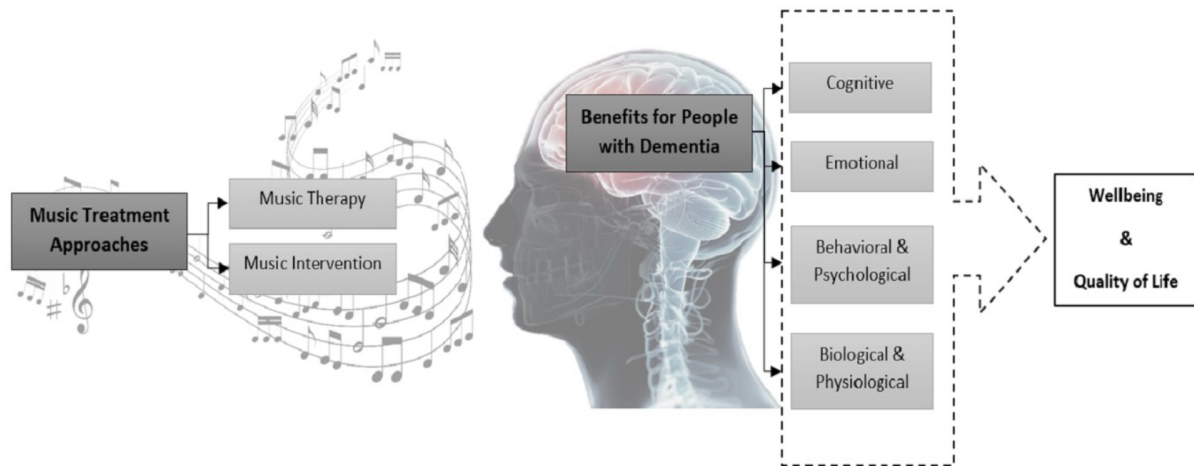 Music Treatment
Approaches
Music Therapy
Music Intervention
Benefits for People
with Dementia
Cognitive
Emotional
Behavioral &
Psychological
Biological &
Physiological
Wellbeing
&
Quality of Life